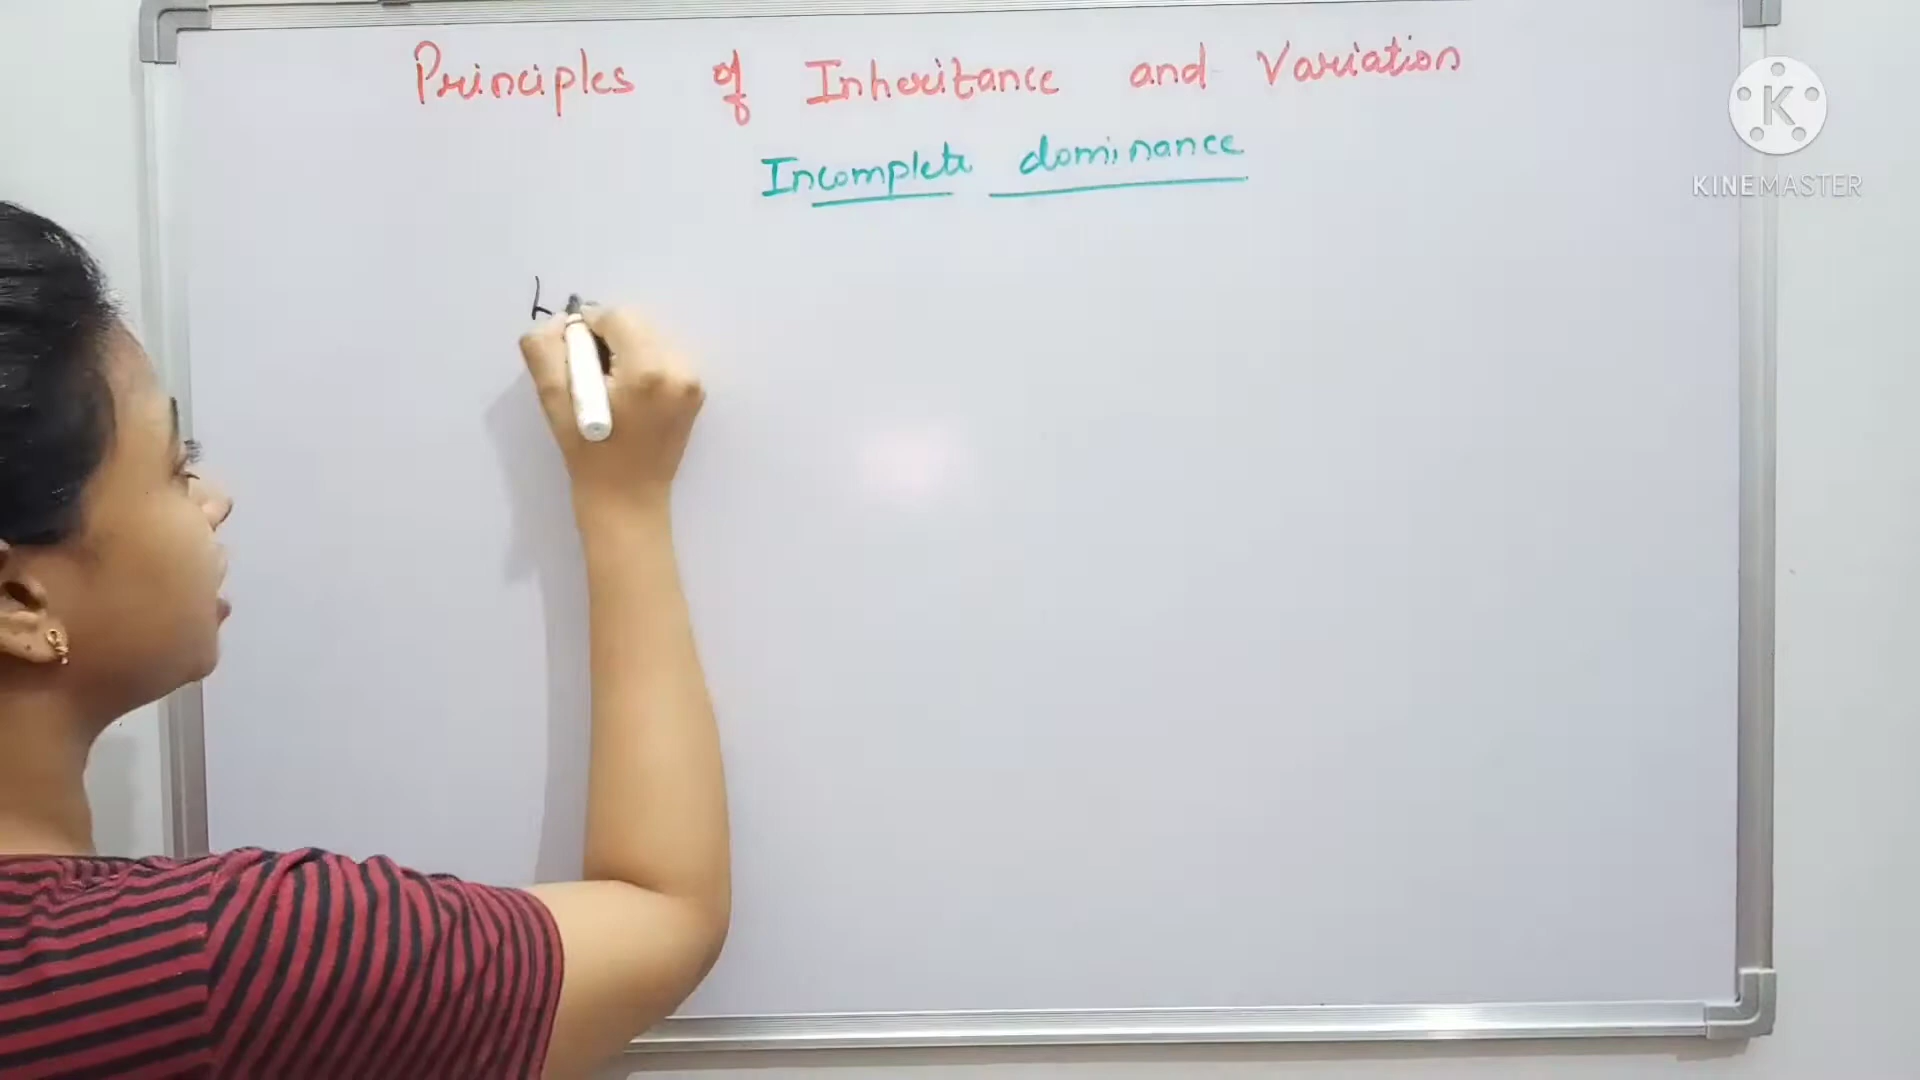 Principles of Inheritance and Variation
Incomplete dominance
K
KINEMASTER